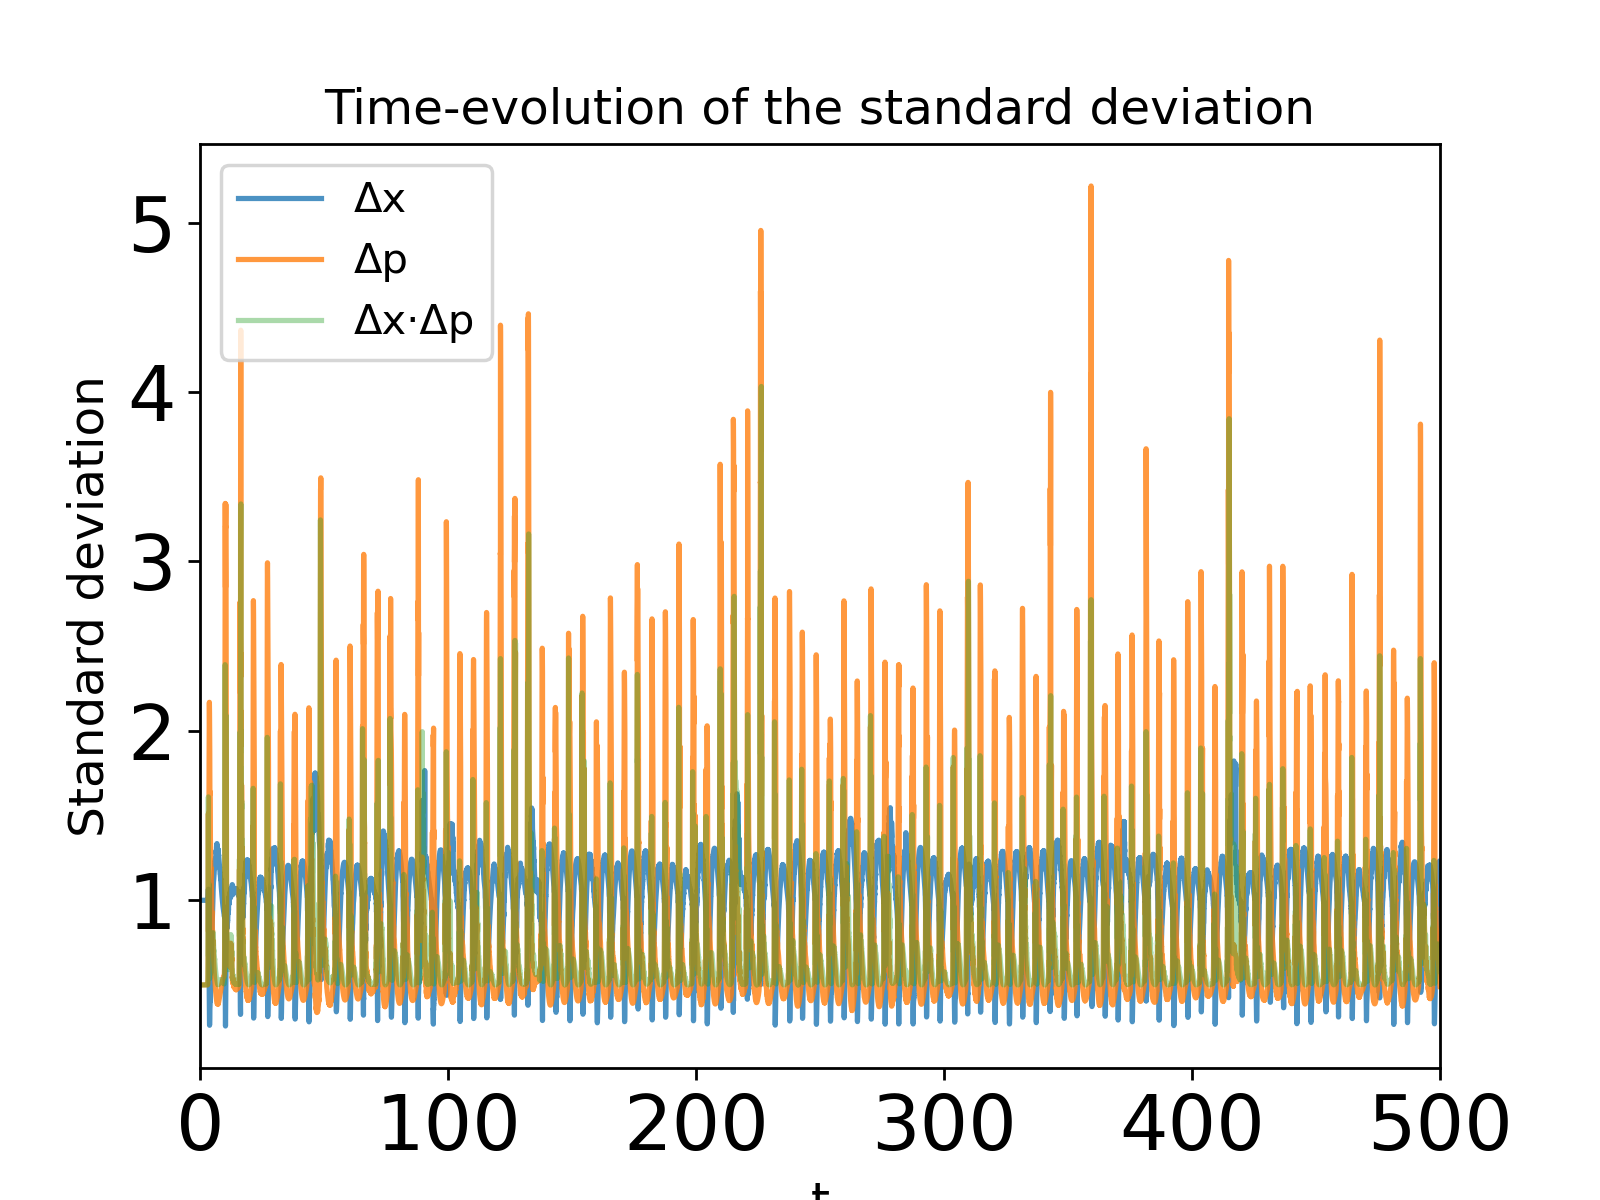 Time-evolution of the standard deviation
Δx
Δp
Δx·Δp
Standard deviation
5
4
3
2
1
0 100 200 300 400 500
t